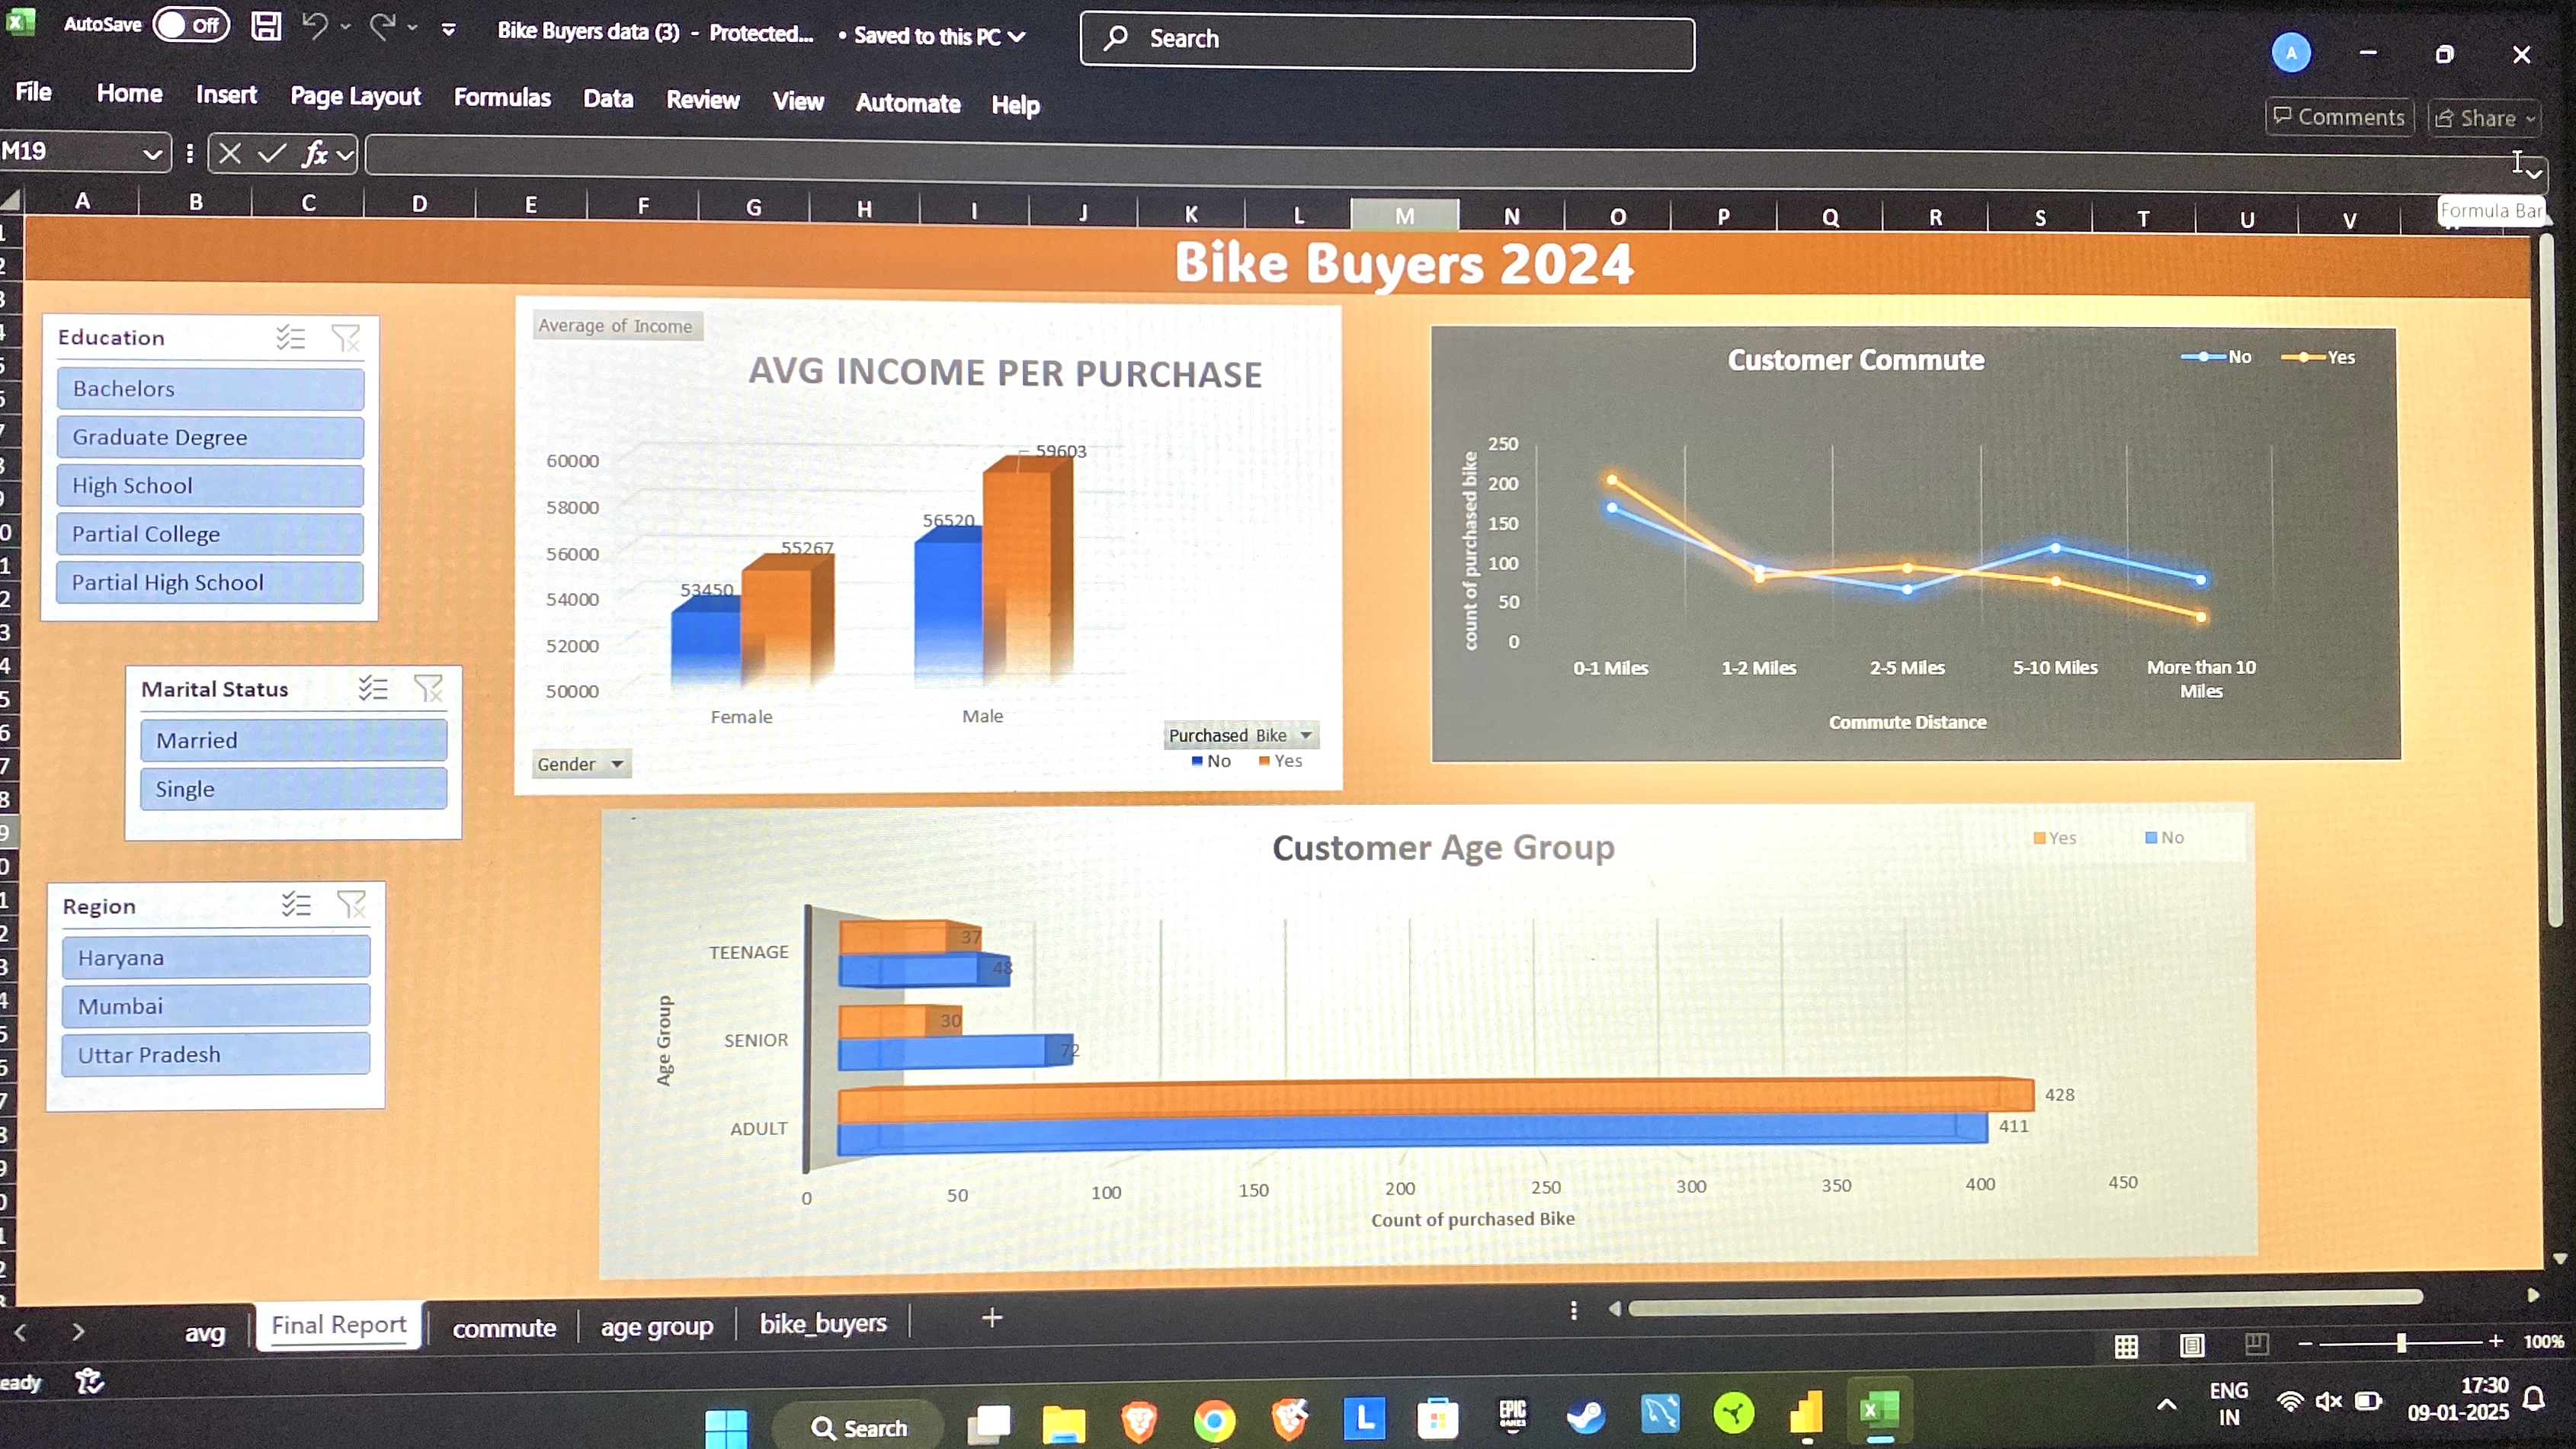 AutoSave Off Bike Buyers data (3) - Protected... • Saved to this PC Search A
File Home Insert Page Layout Formulas Data Review View Automate Help Comments Share
M19 fx
Formula Bar
A B C D E F G H I J K L M N O P Q R S T U V
Bike Buyers 2024
Education
Bachelors
Graduate Degree
High School
Partial College
Partial High School
Marital Status
Married
Single
Region
Haryana
Mumbai
Uttar Pradesh
Average of Income
AVG INCOME PER PURCHASE
60000
58000
56000
54000
52000
50000
53450
55267
56520
59603
Female Male
Gender
Purchased Bike
No Yes
Customer Commute
No Yes
count of purchased bike
250
200
150
100
50
0
0-1 Miles 1-2 Miles 2-5 Miles 5-10 Miles More than 10
Miles
Commute Distance
Customer Age Group
Yes No
Age Group
TEENAGE
37
48
SENIOR
30
72
ADULT
428
411
0 50 100 150 200 250 300 350 400 450
Count of purchased Bike
avg Final Report commute age group bike_buyers
100%
eady
Search
L
EPIC
GAMES
ENG
IN
17:30
09-01-2025